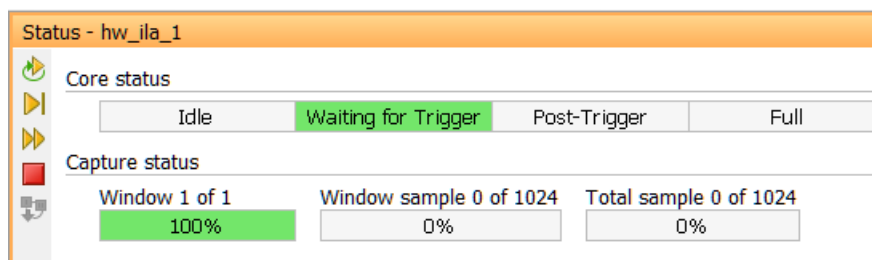 Status - hw_ila_1
Core status
Idle Waiting for Trigger Post-Trigger Full
Capture status
Window 1 of 1 Window sample 0 of 1024 Total sample 0 of 1024
100% 0% 0%